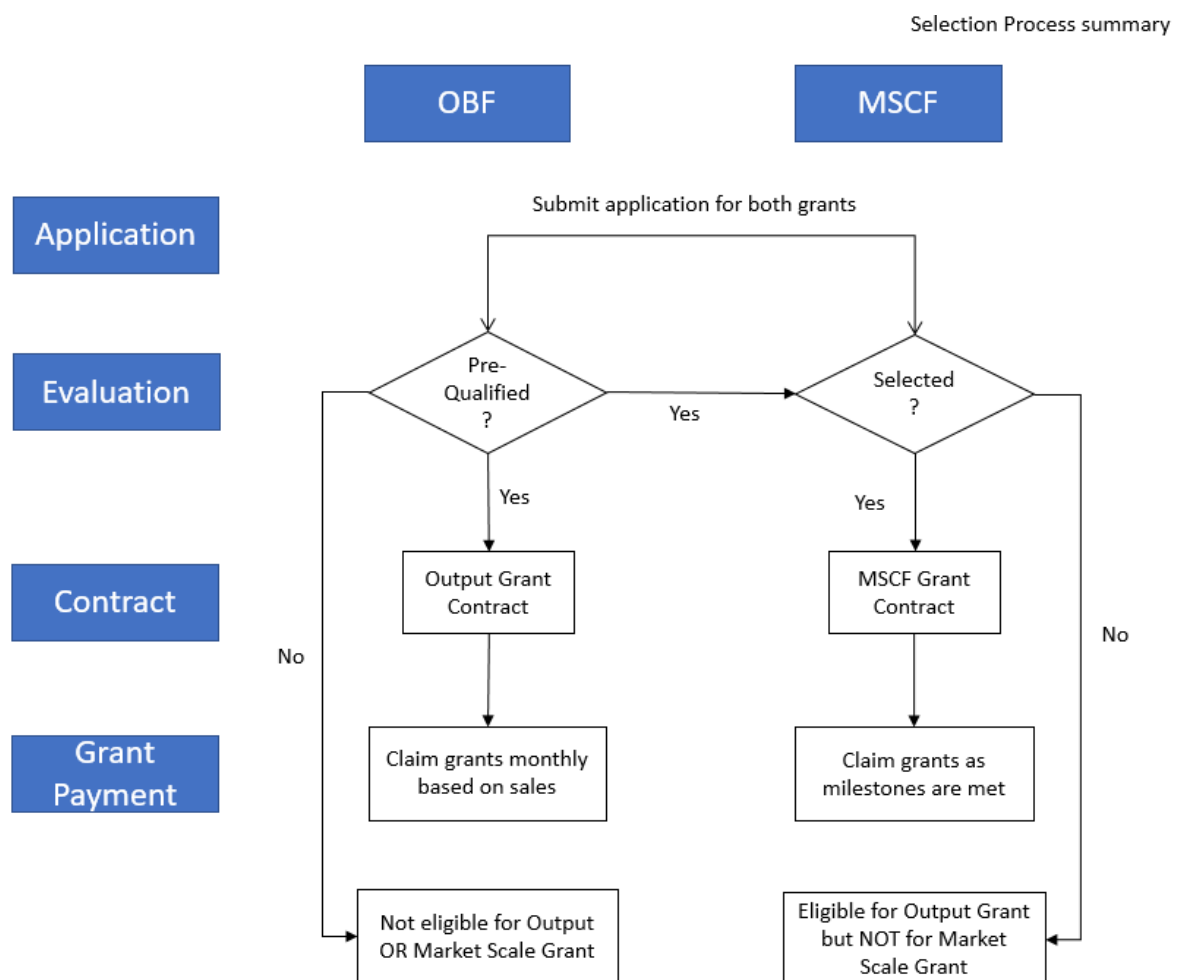 Selection Process summary
OBF
MSCF
Application
Submit application for both grants
Evaluation
Pre-
Qualified
?
Yes
Selected
?
Yes
Yes
Contract
Output Grant
Contract
MSCF Grant
Contract
No
No
Grant
Payment
Claim grants monthly
based on sales
Claim grants as
milestones are met
Not eligible for Output
OR Market Scale Grant
Eligible for Output Grant
but NOT for Market
Scale Grant